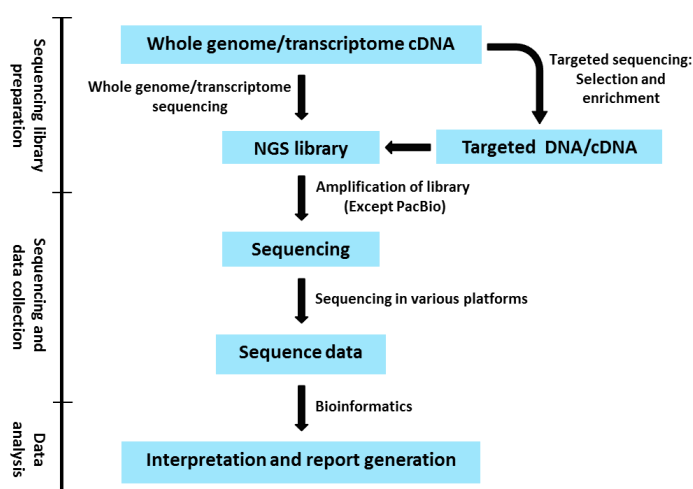 Sequencing library
preparation
Whole genome/transcriptome cDNA
Targeted sequencing:
Selection and
enrichment
Whole genome/transcriptome
sequencing
NGS library
Targeted DNA/cDNA
Amplification of library
(Except PacBio)
Sequencing and
data collection
Sequencing
Sequencing in various platforms
Sequence data
Bioinformatics
Data
analysis
Interpretation and report generation